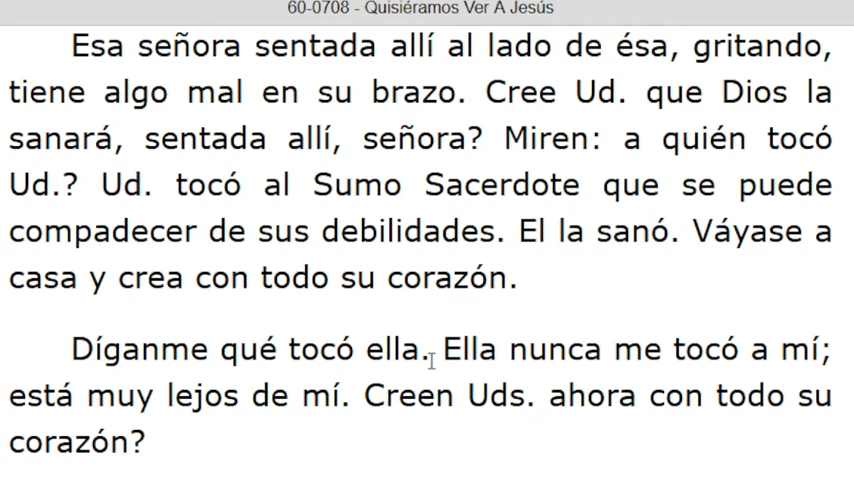 60-0708 - Quisiéramos Ver A Jesús
Esa señora sentada allí al lado de ésa, gritando,
tiene algo mal en su brazo. Cree Ud. que Dios la
sanará, sentada allí, señora? Miren: a quién tocó
Ud.? Ud. tocó al Sumo Sacerdote que se puede
compadecer de sus debilidades. El la sanó. Váyase a
casa y crea con todo su corazón.
Díganme qué tocó ella. Ella nunca me tocó a mí;
está muy lejos de mí. Creen Uds. ahora con todo su
corazón?